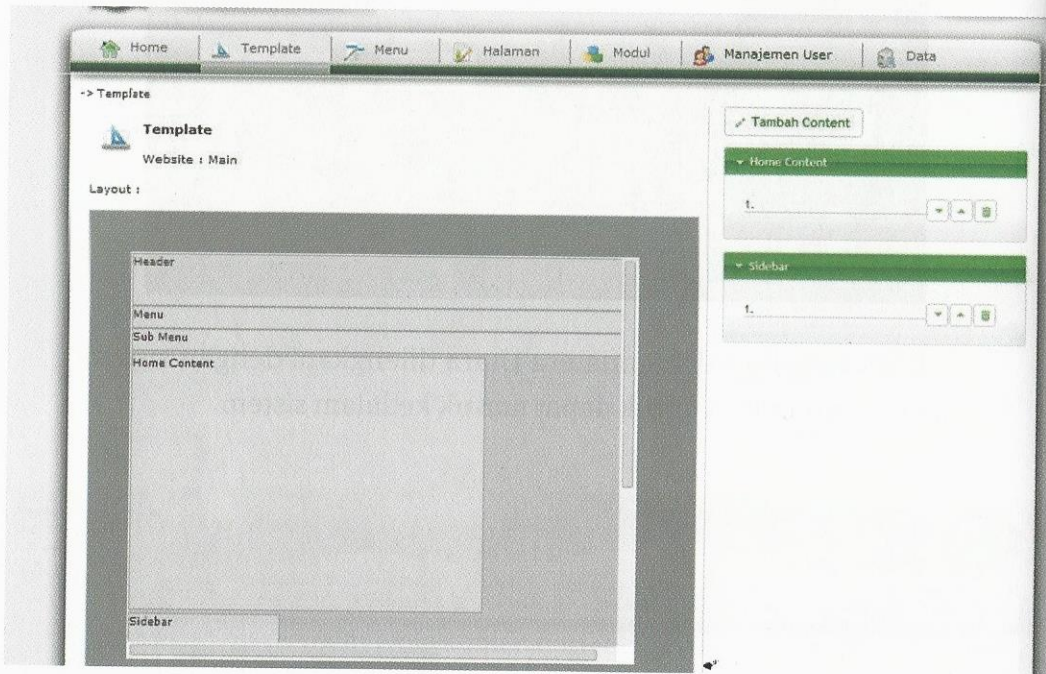 Home Template Menu Halaman Modul Manajemen User Data
-> Template
Template
Website : Main
Layout :
Header
Menu
Sub Menu
Home Content
Sidebar
Tambah Content
Home Content
1.
Sidebar
1.